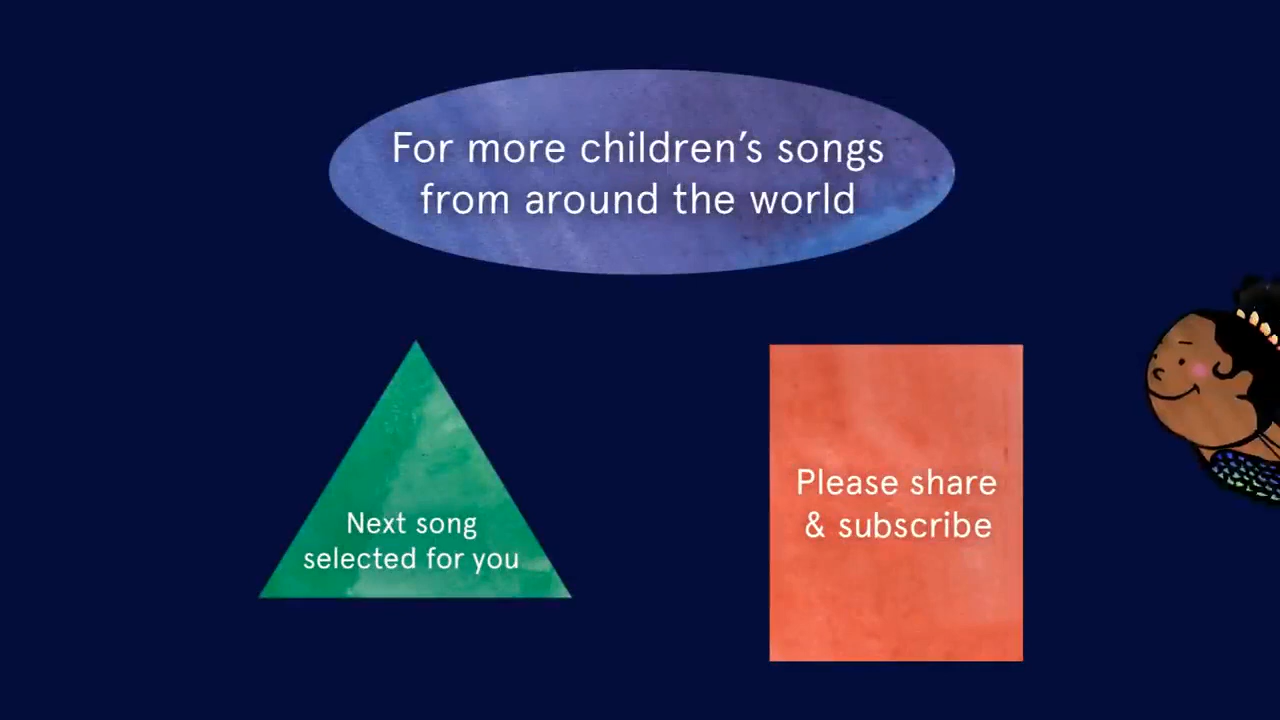 For more children’s songs
from around the world
Next song
selected for you
Please share
& subscribe